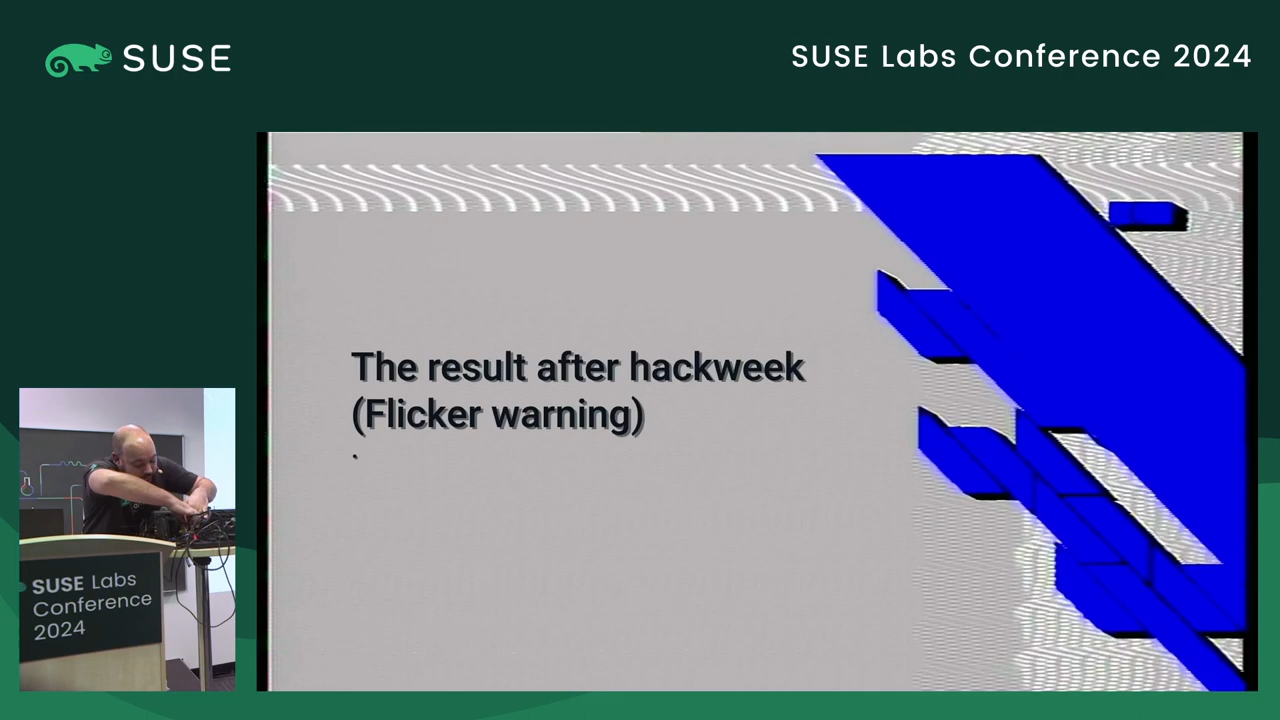 SUSE
SUSE Labs Conference 2024
The result after hackweek
(Flicker warning)
.
SUSE Labs
Conference
2024